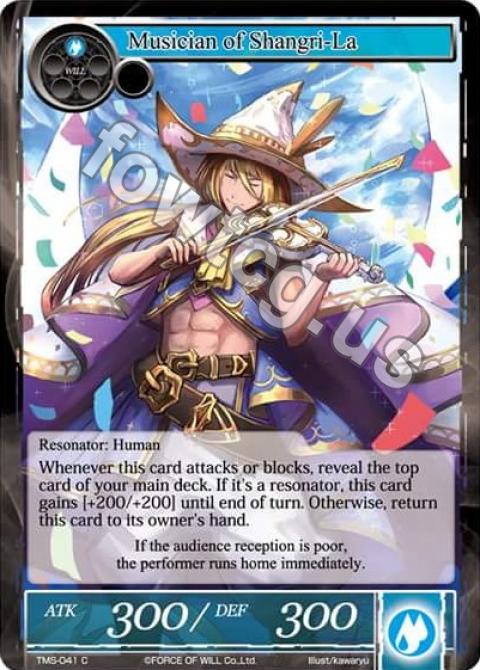 Musician of Shangri-La
WILL
fowtcg.us
Resonator: Human
Whenever this card attacks or blocks, reveal the top
card of your main deck. If it's a resonator, this card
gains [+200/+200] until end of turn. Otherwise, return
this card to its owner's hand.
If the audience reception is poor,
the performer runs home immediately.
ATK 300 / DEF 300
TMS-041 C ©FORCE OF WILL Co.,Ltd. Illust/kawaryu